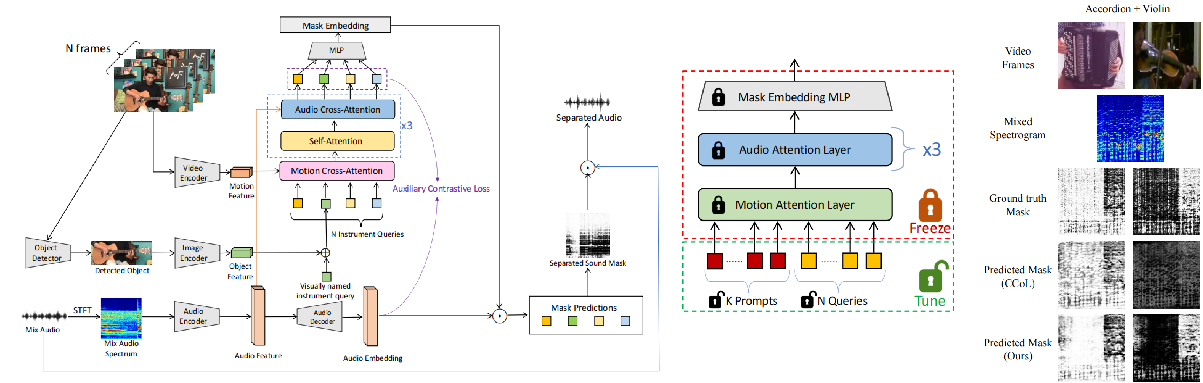 N frames
Mask Embedding
MLP
Audio Cross-Attention
x3
Self-Attention
Motion Cross-Attention
Video
Encoder
Motion
Feature
Auxiliary Contrastive Loss
N Instrument Queries
Object
Detector
Detected Object
Image
Encoder
Object
Feature
Visually named
instrument query
Mix Audio
STFT
Mix Audio
Spectrum
Audio
Encoder
Audio Feature
Audio
Decoder
Audio Embedding
Separated Audio
Separated Sound Mask
Mask Predictions
Mask Embedding MLP
Audio Attention Layer
x3
Motion Attention Layer
Freeze
K Prompts
N Queries
Tune
Accordion + Violin
Video
Frames
Mixed
Spectrogram
Ground truth
Mask
Predicted Mask
(CCoL)
Predicted Mask
(Ours)